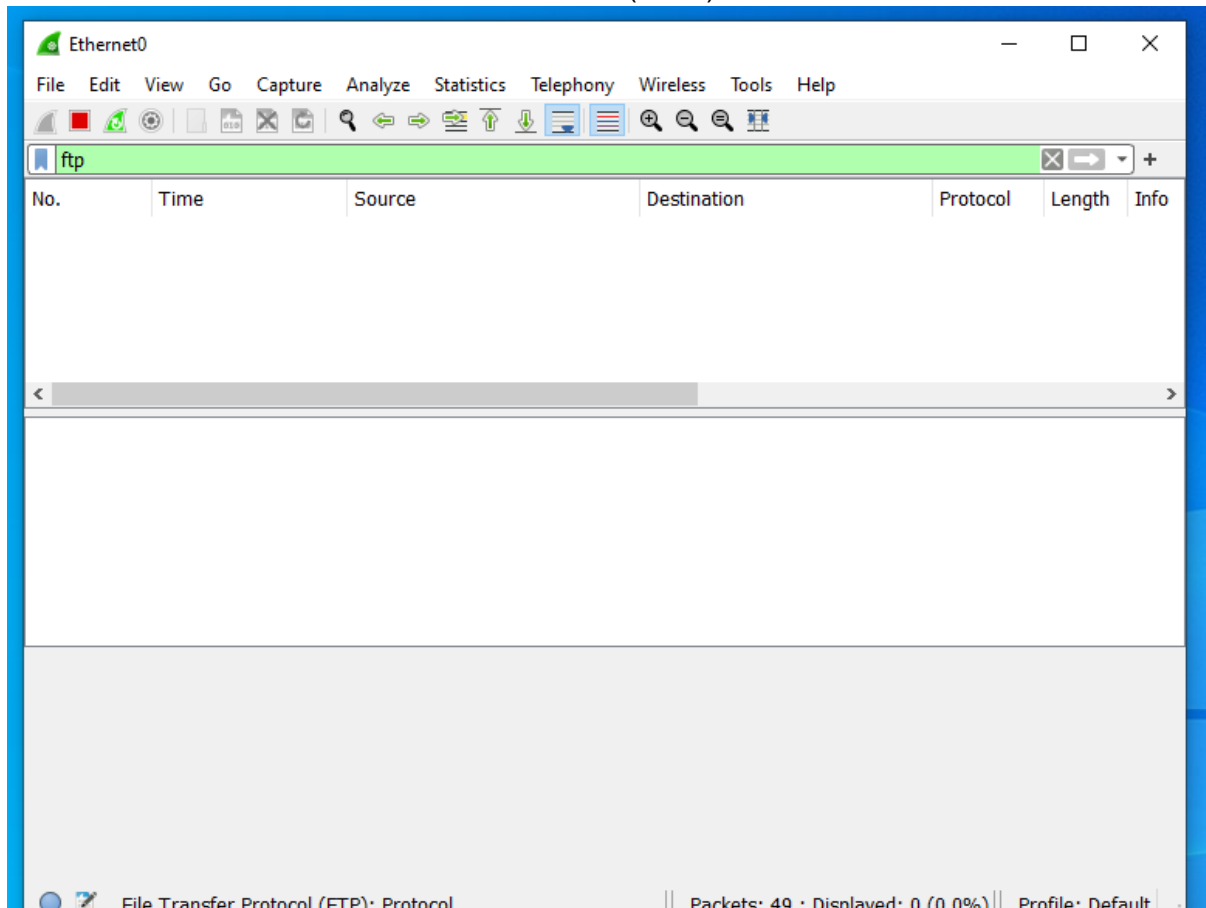 Ethernet0
File Edit View Go Capture Analyze Statistics Telephony Wireless Tools Help
ftp
No. Time Source Destination Protocol Length Info
File Transfer Protocol (FTP): Protocol Packets: 49 · Displayed: 0 (0.0%) Profile: Default